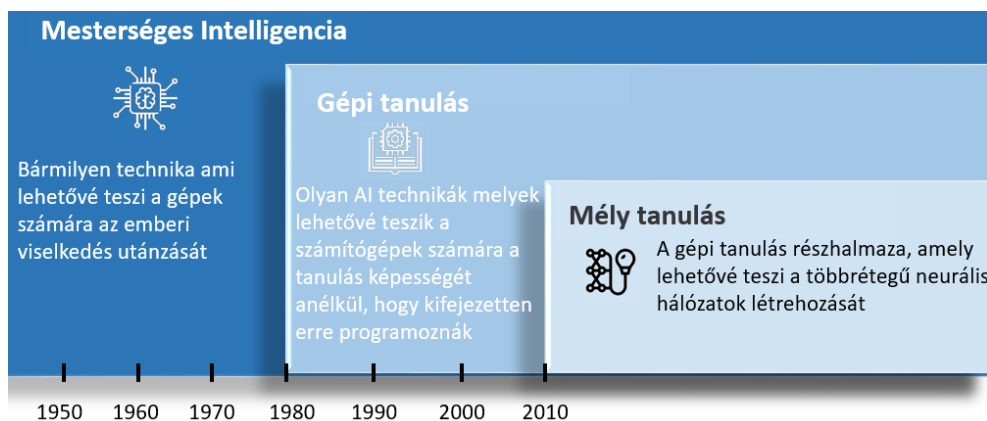 Mesterséges Intelligencia
Bármilyen technika ami
lehetővé teszi a gépek
számára az emberi
viselkedés utánzását
Gépi tanulás
Olyan AI technikák melyek
lehetővé teszik a
számítógépek számára a
tanulás képességét
anélkül, hogy kifejezetten
erre programoznák
Mély tanulás
A gépi tanulás részhalmaza, amely
lehetővé teszi a többrétegű neurális
hálózatok létrehozását
1950 1960 1970 1980 1990 2000 2010